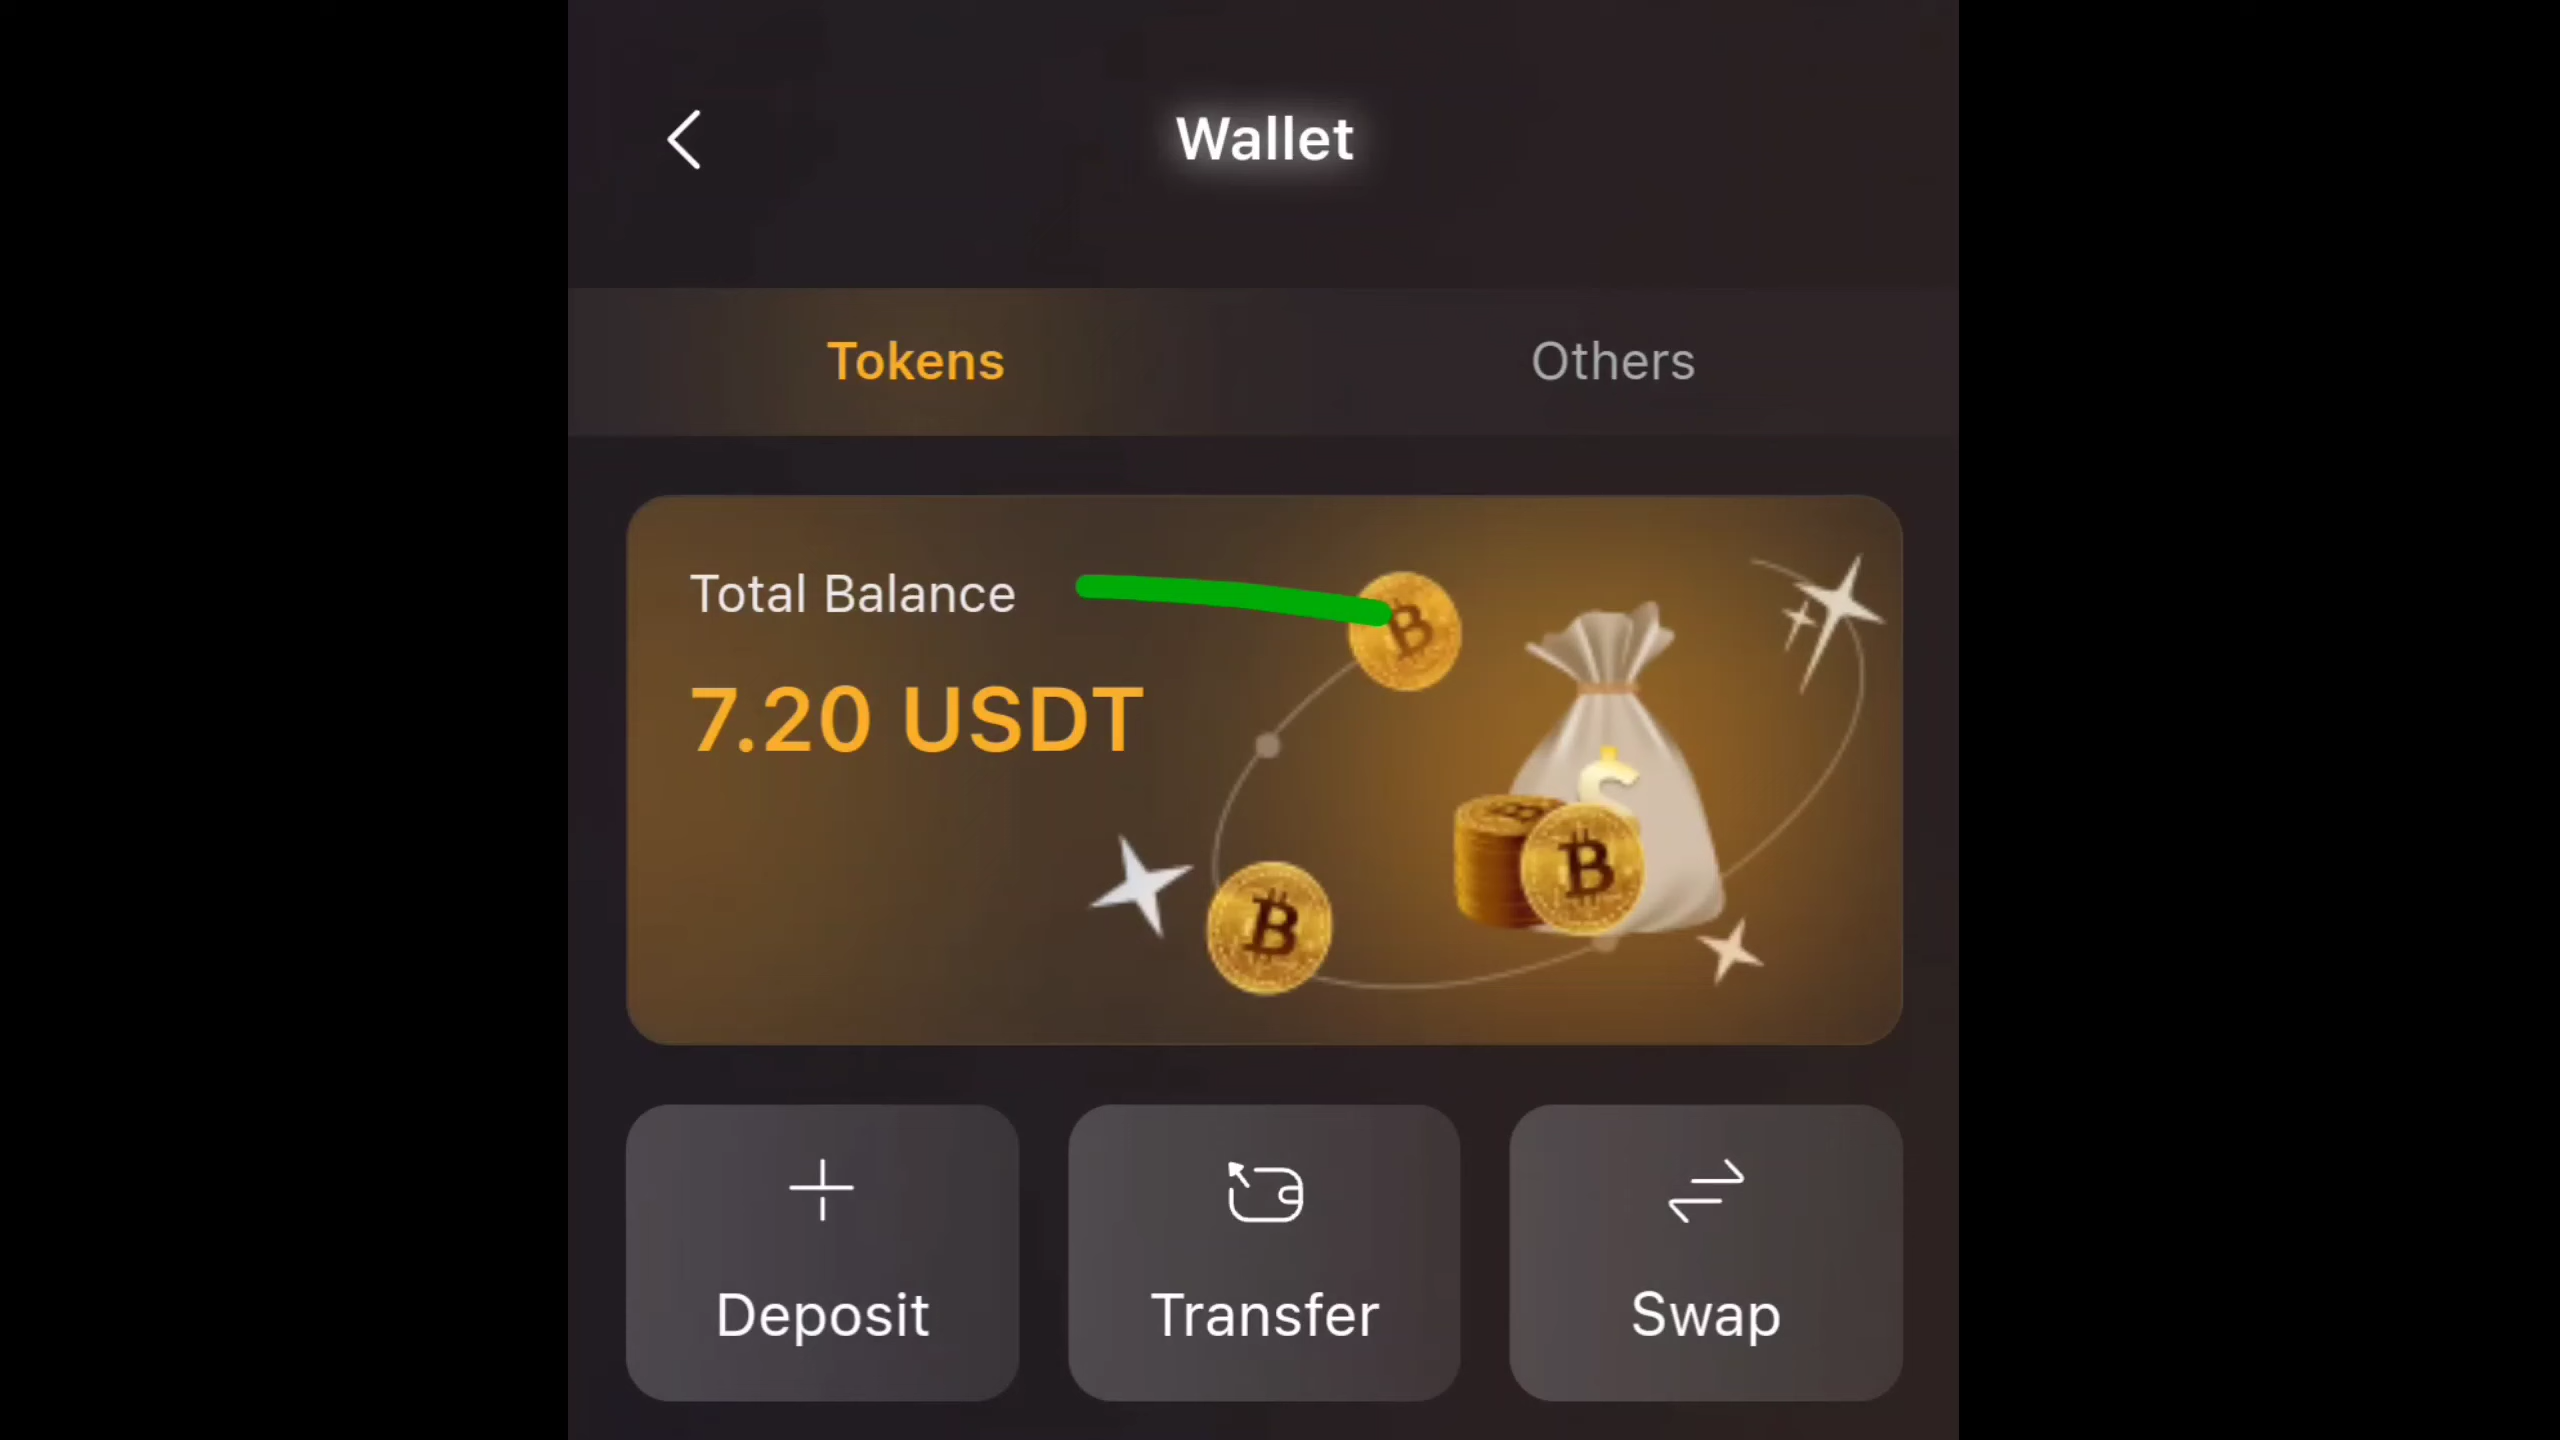 Wallet
Tokens
Others
Total Balance
7.20 USDT
Deposit
Transfer
Swap